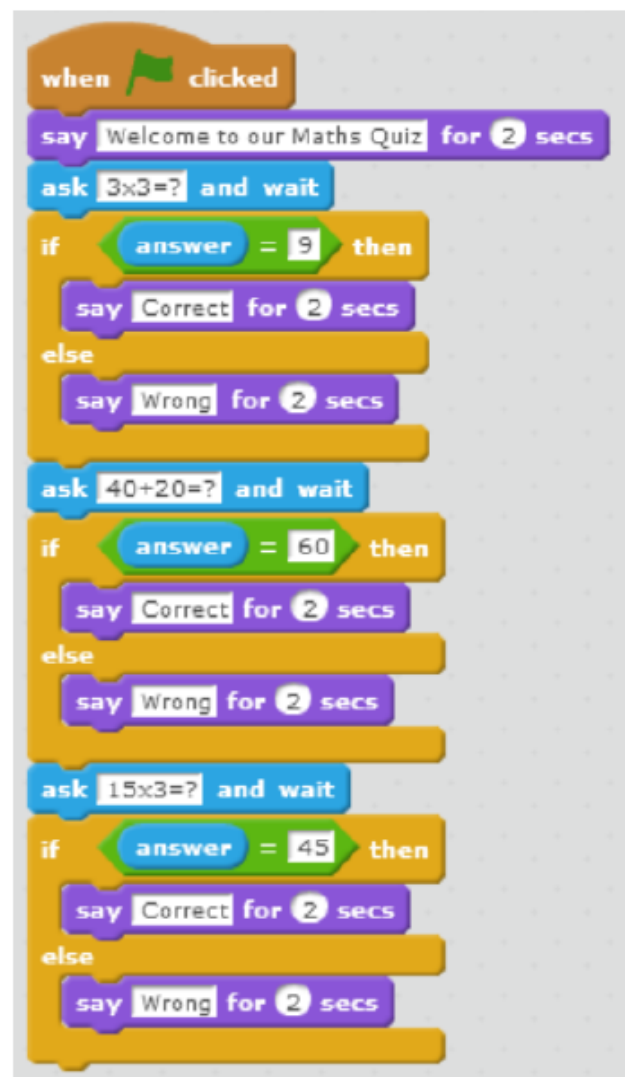 when clicked
say Welcome to our Maths Quiz for 2 secs
ask 3x3=? and wait
if answer = 9 then
say Correct for 2 secs
else
say Wrong for 2 secs
ask 40+20=? and wait
if answer = 60 then
say Correct for 2 secs
else
say Wrong for 2 secs
ask 15x3=? and wait
if answer = 45 then
say Correct for 2 secs
else
say Wrong for 2 secs